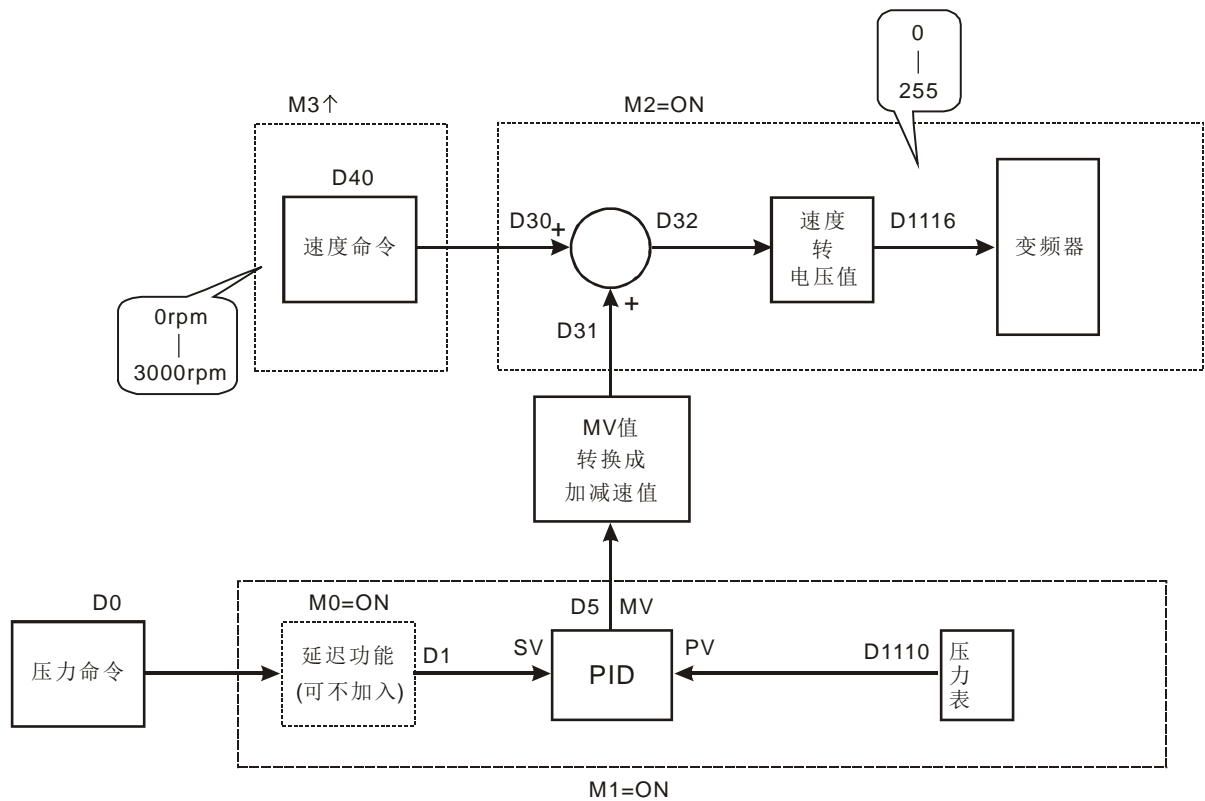 0
|
255
M3↑
M2=ON
D40
速度命令
D30
+
D32
速度
转
电压值
D1116
变频器
0rpm
|
3000rpm
+
D31
MV值
转换成
加减速值
D0
M0=ON
D5
MV
压力命令
延迟功能
(可不加入)
D1
SV
PID
PV
D1110
压
力
表
M1=ON